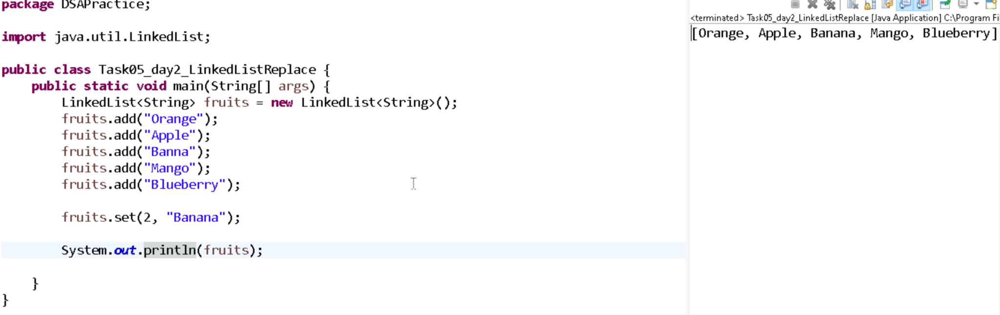 package DSAPractice;
import java.util.LinkedList;
public class Task05_day2_LinkedListReplace {
    public static void main(String[] args) {
        LinkedList<String> fruits = new LinkedList<String>();
        fruits.add("Orange");
        fruits.add("Apple");
        fruits.add("Banna");
        fruits.add("Mango");
        fruits.add("Blueberry");
        fruits.set(2, "Banana");
        System.out.println(fruits);
    }
}
<terminated> Task05_day2_LinkedListReplace [Java Application] C:\Program Fi
[Orange, Apple, Banana, Mango, Blueberry]